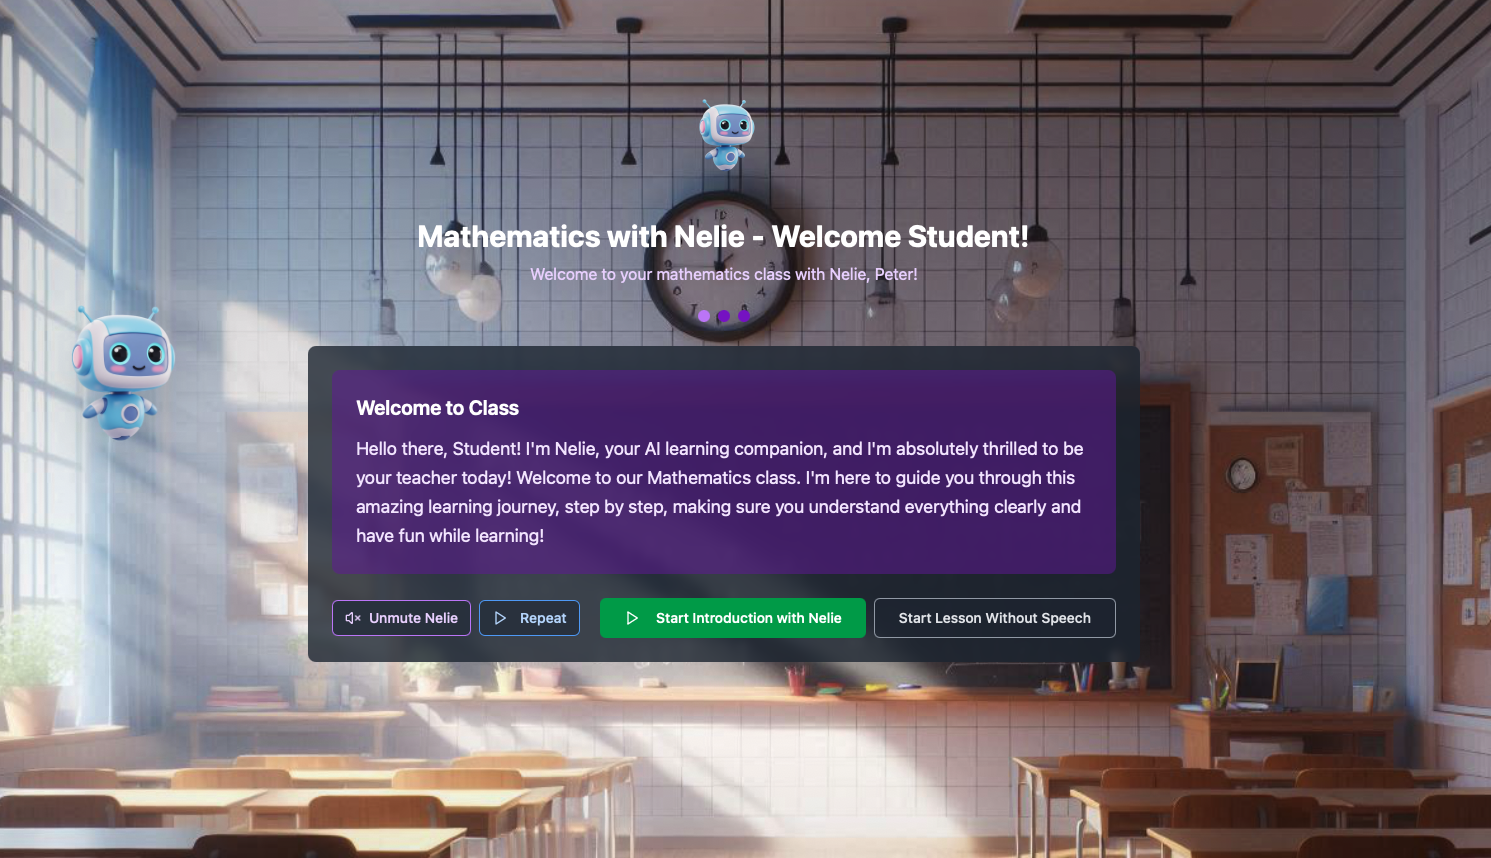 Mathematics with Nelie - Welcome Student!
Welcome to your mathematics class with Nelie, Peter!
Welcome to Class
Hello there, Student! I'm Nelie, your AI learning companion, and I'm absolutely thrilled to be
your teacher today! Welcome to our Mathematics class. I'm here to guide you through this
amazing learning journey, step by step, making sure you understand everything clearly and
have fun while learning!
Unmute Nelie
Repeat
Start Introduction with Nelie
Start Lesson Without Speech